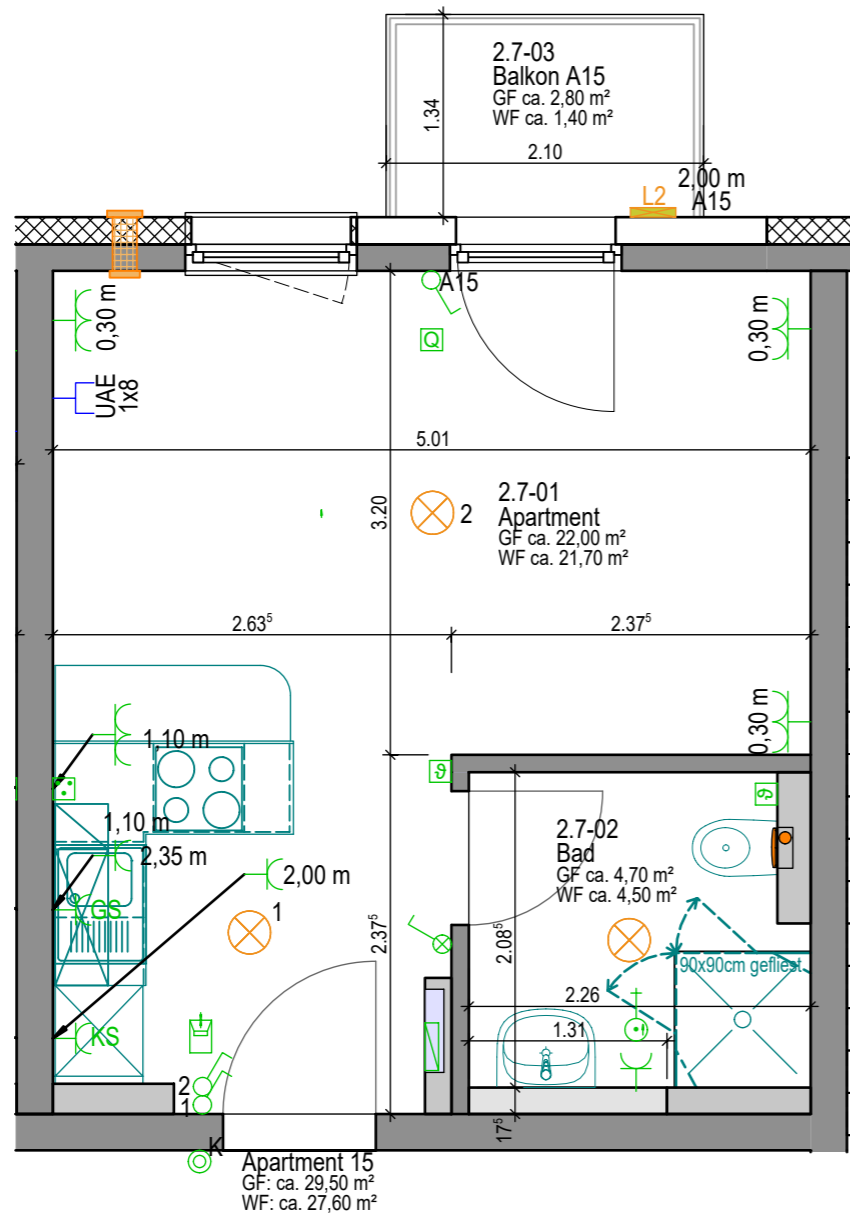 2.7-03
Balkon A15
GF ca. 2,80 m²
WF ca. 1,40 m²
1.34
2.10
2,00 m
L2
A15
A15
0,30 m
0,30 m
Q
UAE
1x8
5.01
3.20
2
2.7-01
Apartment
GF ca. 22,00 m²
WF ca. 21,70 m²
2.63⁵
2.37⁵
0,30 m
1,10 m
ϑ
ϑ
1,10 m
2,35 m
2.7-02
Bad
GF ca. 4,70 m²
WF ca. 4,50 m²
2,00 m
GS
1
2.37⁵
2.08⁵
90x90cm gefliest
2.26
1.31
KS
2
1
17⁵
K
Apartment 15
GF: ca. 29,50 m²
WF: ca. 27,60 m²